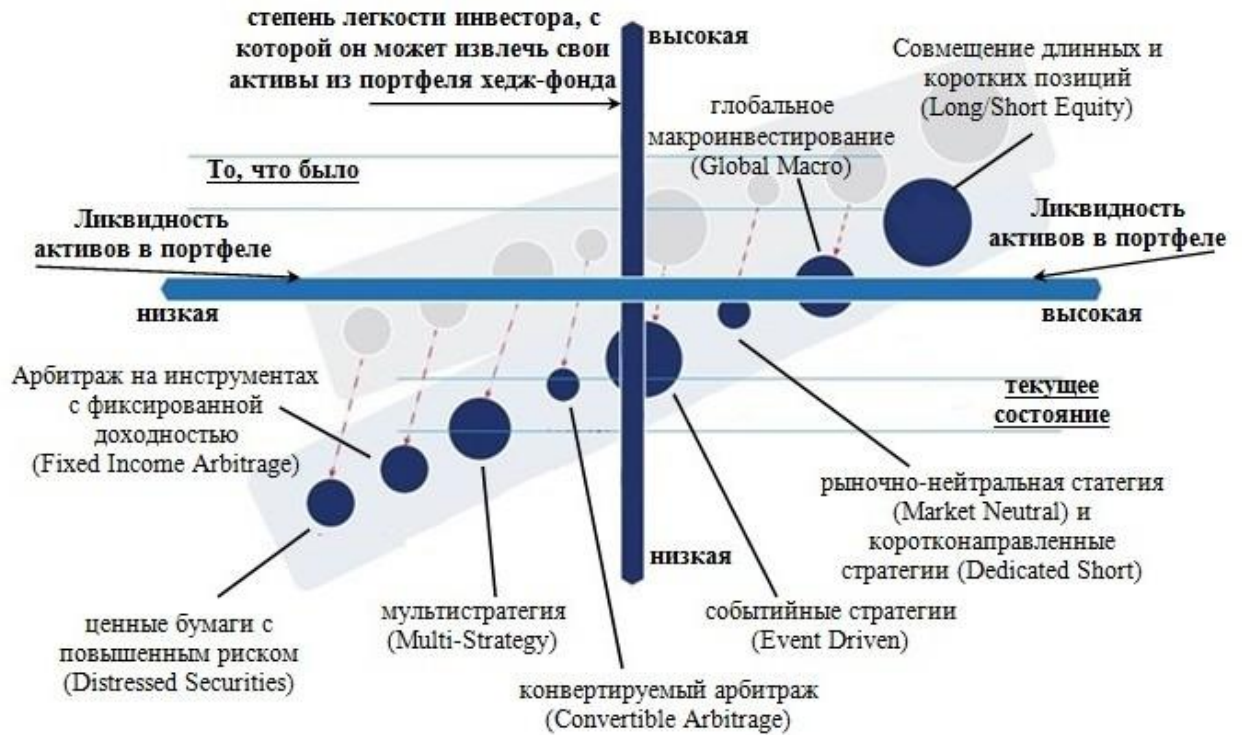 степень легкости инвестора, с
которой он может извлечь свои
активы из портфеля хедж-фонда
высокая
Совмещение длинных и
коротких позиций
(Long/Short Equity)
глобальное
макроинвестирование
(Global Macro)
То, что было
Ликвидность
активов в портфеле
Ликвидность
активов в портфеле
низкая
высокая
Арбитраж на инструментах
с фиксированной
доходностью
(Fixed Income Arbitrage)
текущее
состояние
рыночно-нейтральная статегия
(Market Neutral) и
коротконаправленные
стратегии (Dedicated Short)
низкая
ценные бумаги с
повышенным риском
(Distressed Securities)
мультистратегия
(Multi-Strategy)
событийные стратегии
(Event Driven)
конвертируемый арбитраж
(Convertible Arbitrage)